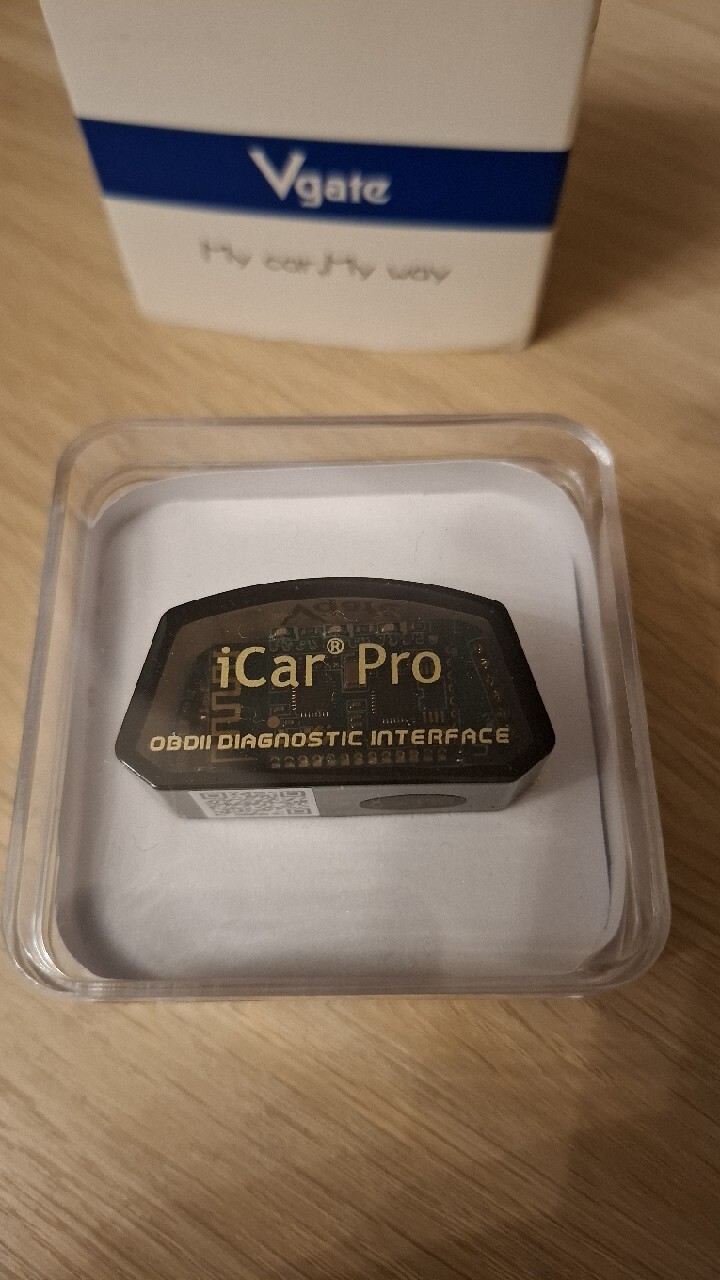 Vgate
My car,My way
iCar® Pro
OBDII DIAGNOSTIC INTERFACE